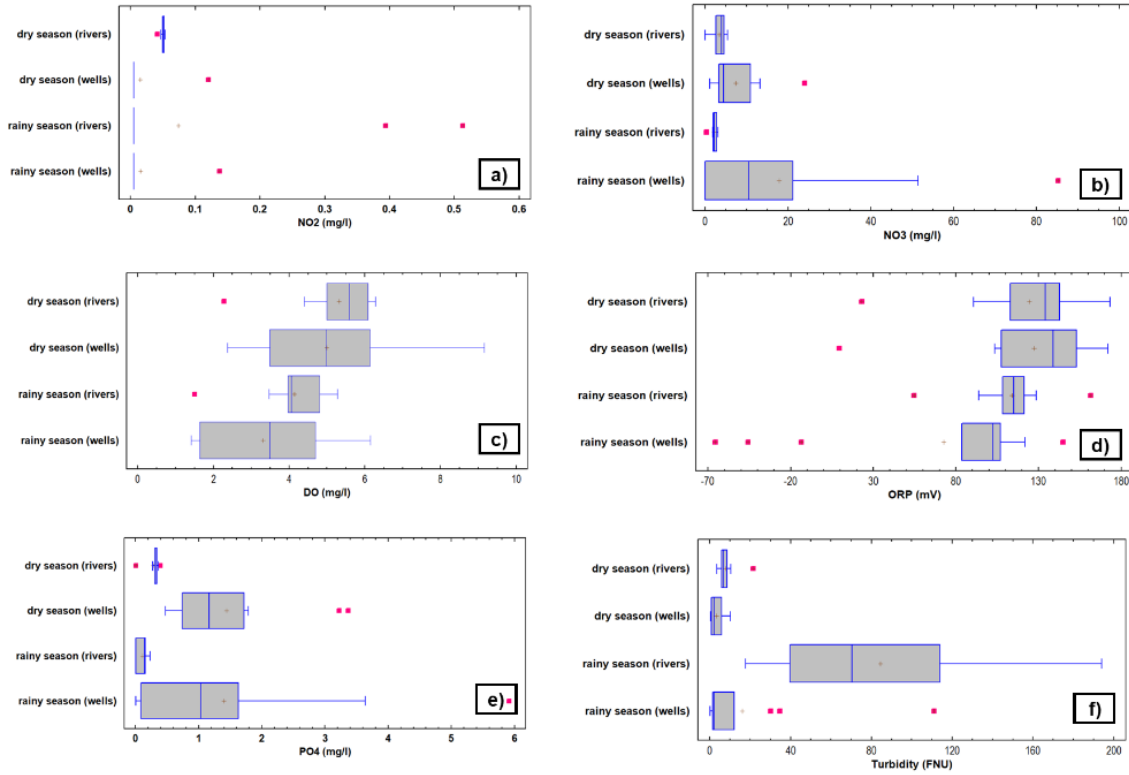 dry season (rivers)
dry season (wells)
rainy season (rivers)
rainy season (wells)
a)
0 0.1 0.2 0.3 0.4 0.5 0.6
NO2 (mg/l)
dry season (rivers)
dry season (wells)
rainy season (rivers)
rainy season (wells)
b)
0 20 40 60 80 100
NO3 (mg/l)
dry season (rivers)
dry season (wells)
rainy season (rivers)
rainy season (wells)
c)
0 2 4 6 8 10
DO (mg/l)
dry season (rivers)
dry season (wells)
rainy season (rivers)
rainy season (wells)
d)
-70 -20 30 80 130 180
ORP (mV)
dry season (rivers)
dry season (wells)
rainy season (rivers)
rainy season (wells)
e)
0 1 2 3 4 5 6
PO4 (mg/l)
dry season (rivers)
dry season (wells)
rainy season (rivers)
rainy season (wells)
f)
0 40 80 120 160 200
Turbidity (FNU)